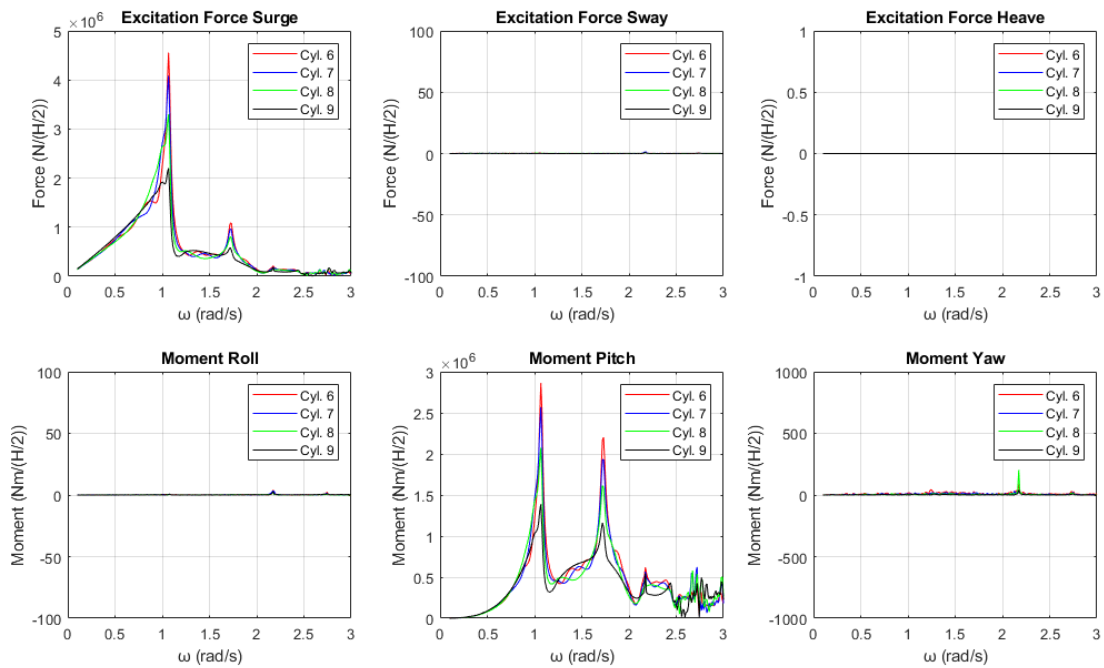 Excitation Force Surge
×10⁶
5
4
3
2
1
0
Force (N/(H/2))
0 0.5 1 1.5 2 2.5 3
ω (rad/s)
Cyl. 6
Cyl. 7
Cyl. 8
Cyl. 9
Excitation Force Sway
100
50
0
-50
-100
Force (N/(H/2))
0 0.5 1 1.5 2 2.5 3
ω (rad/s)
Cyl. 6
Cyl. 7
Cyl. 8
Cyl. 9
Excitation Force Heave
1
0.5
0
-0.5
-1
Force (N/(H/2))
0 0.5 1 1.5 2 2.5 3
ω (rad/s)
Cyl. 6
Cyl. 7
Cyl. 8
Cyl. 9
Moment Roll
100
50
0
-50
-100
Moment (Nm/(H/2))
0 0.5 1 1.5 2 2.5 3
ω (rad/s)
Cyl. 6
Cyl. 7
Cyl. 8
Cyl. 9
Moment Pitch
×10⁶
3
2.5
2
1.5
1
0.5
0
Moment (Nm/(H/2))
0 0.5 1 1.5 2 2.5 3
ω (rad/s)
Cyl. 6
Cyl. 7
Cyl. 8
Cyl. 9
Moment Yaw
1000
500
0
-500
-1000
Moment (Nm/(H/2))
0 0.5 1 1.5 2 2.5 3
ω (rad/s)
Cyl. 6
Cyl. 7
Cyl. 8
Cyl. 9